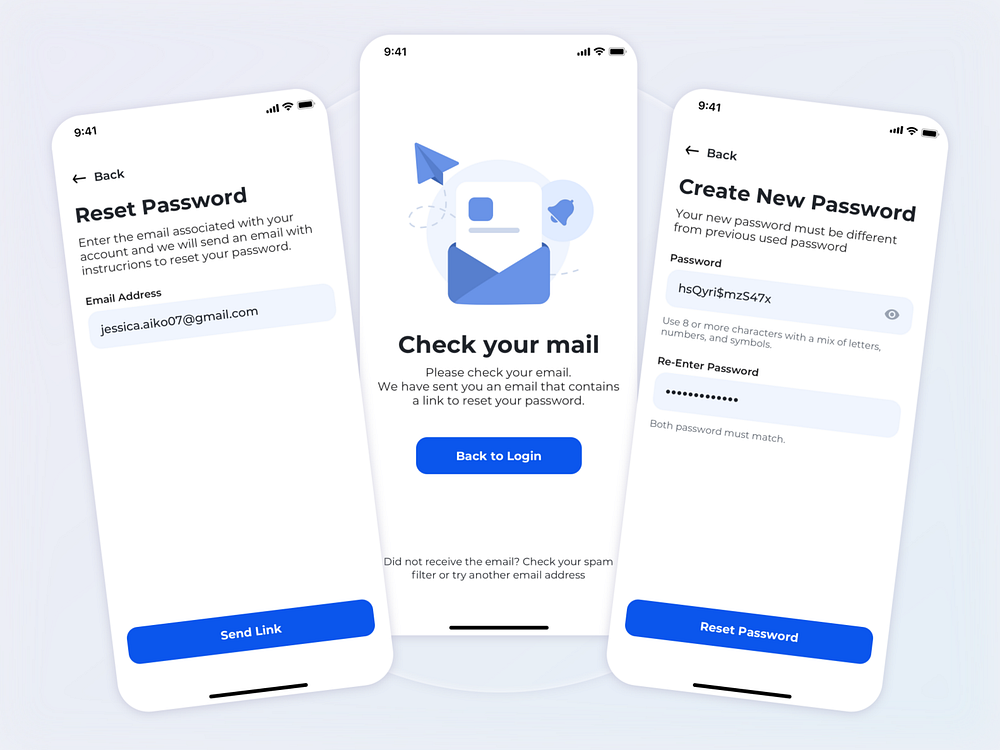 9:41
Back
Reset Password
Enter the email associated with your
account and we will send an email with
instrucrions to reset your password.
Email Address
jessica.aiko07@gmail.com
Send Link
9:41
Check your mail
Please check your email.
We have sent you an email that contains
a link to reset your password.
Back to Login
Did not receive the email? Check your spam
filter or try another email address
9:41
Back
Create New Password
Your new password must be different
from previous used password
Password
hsQyri$mzS47x
Use 8 or more characters with a mix of letters,
numbers, and symbols.
Re-Enter Password
•••••••••••••
Both password must match.
Reset Password